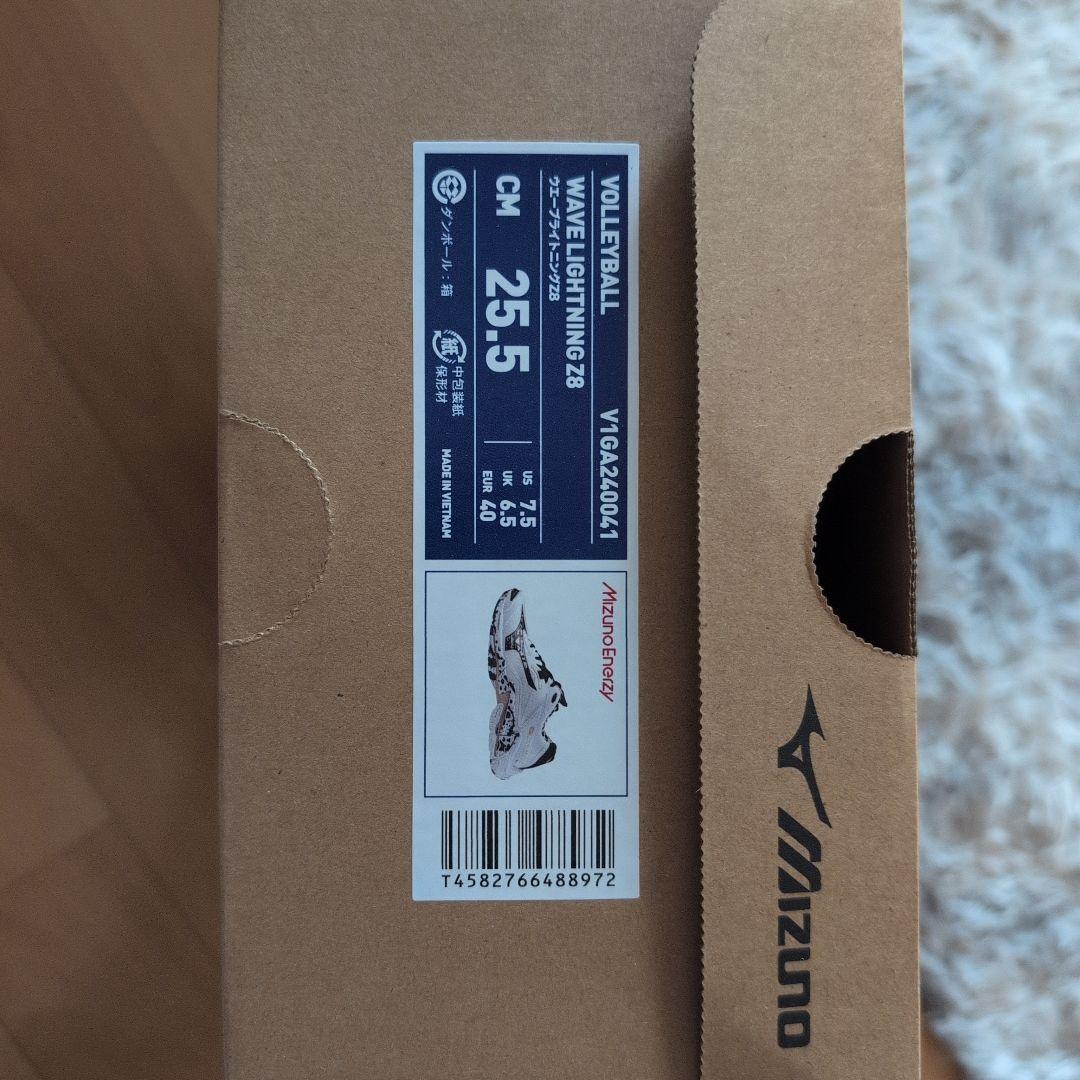 VOLLEYBALL V1GA240041
WAVE LIGHTNING Z8
ウエーブライトニングZ8
CM 25.5
US 7.5
UK 6.5
EUR 40
ダンボール：箱
紙
中包装紙
保形材
MADE IN VIETNAM
MizunoEnerzy
T4582766488972
Mizuno